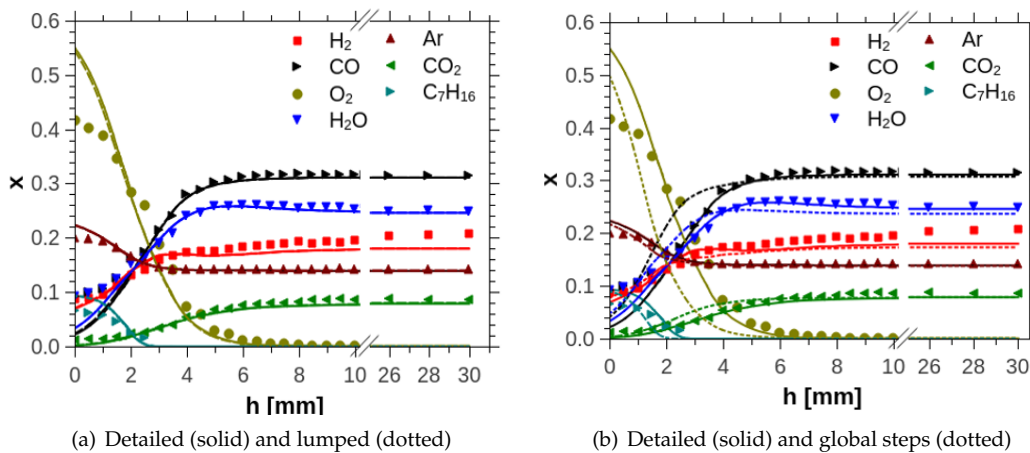 0.6
0.5
0.4
0.3
0.2
0.1
0.0
x
H2
CO
O2
H2O
Ar
CO2
C7H16
0 2 4 6 8 10 26 28 30
h [mm]
(a) Detailed (solid) and lumped (dotted)
0.6
0.5
0.4
0.3
0.2
0.1
0.0
x
H2
CO
O2
H2O
Ar
CO2
C7H16
0 2 4 6 8 10 26 28 30
h [mm]
(b) Detailed (solid) and global steps (dotted)